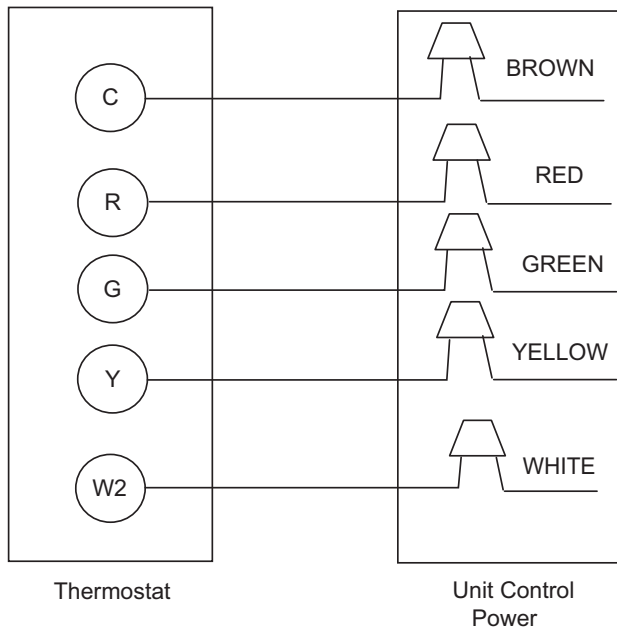 C
BROWN
R
RED
G
GREEN
Y
YELLOW
W2
WHITE
Thermostat
Unit Control
Power